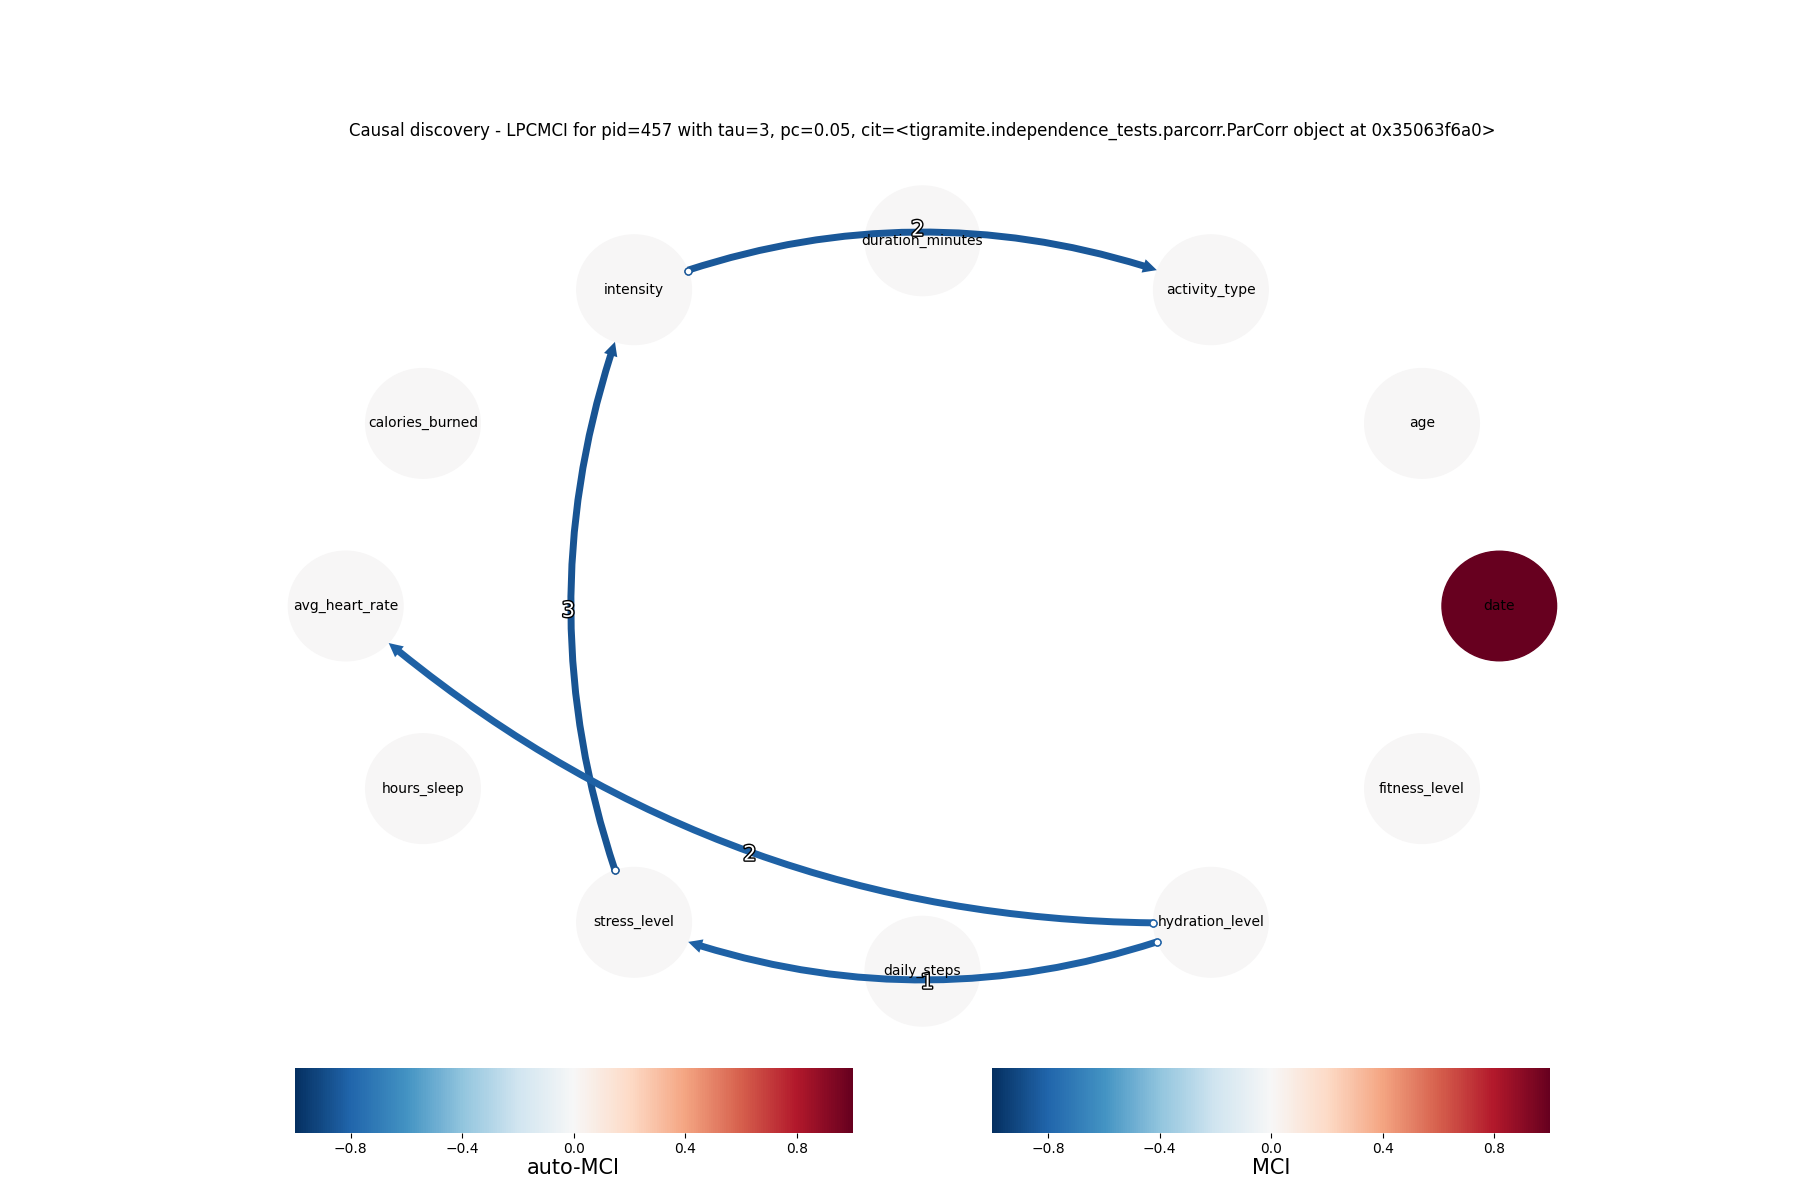 Causal discovery - LPCMCI for pid=457 with tau=3, pc=0.05, cit=<tigramite.independence_tests.parcorr.ParCorr object at 0x35063f6a0>
2
duration_minutes
intensity
activity_type
calories_burned
age
avg_heart_rate
3
date
hours_sleep
fitness_level
2
stress_level
hydration_level
daily_steps
1
−0.8 −0.4 0.0 0.4 0.8
auto-MCI
−0.8 −0.4 0.0 0.4 0.8
MCI